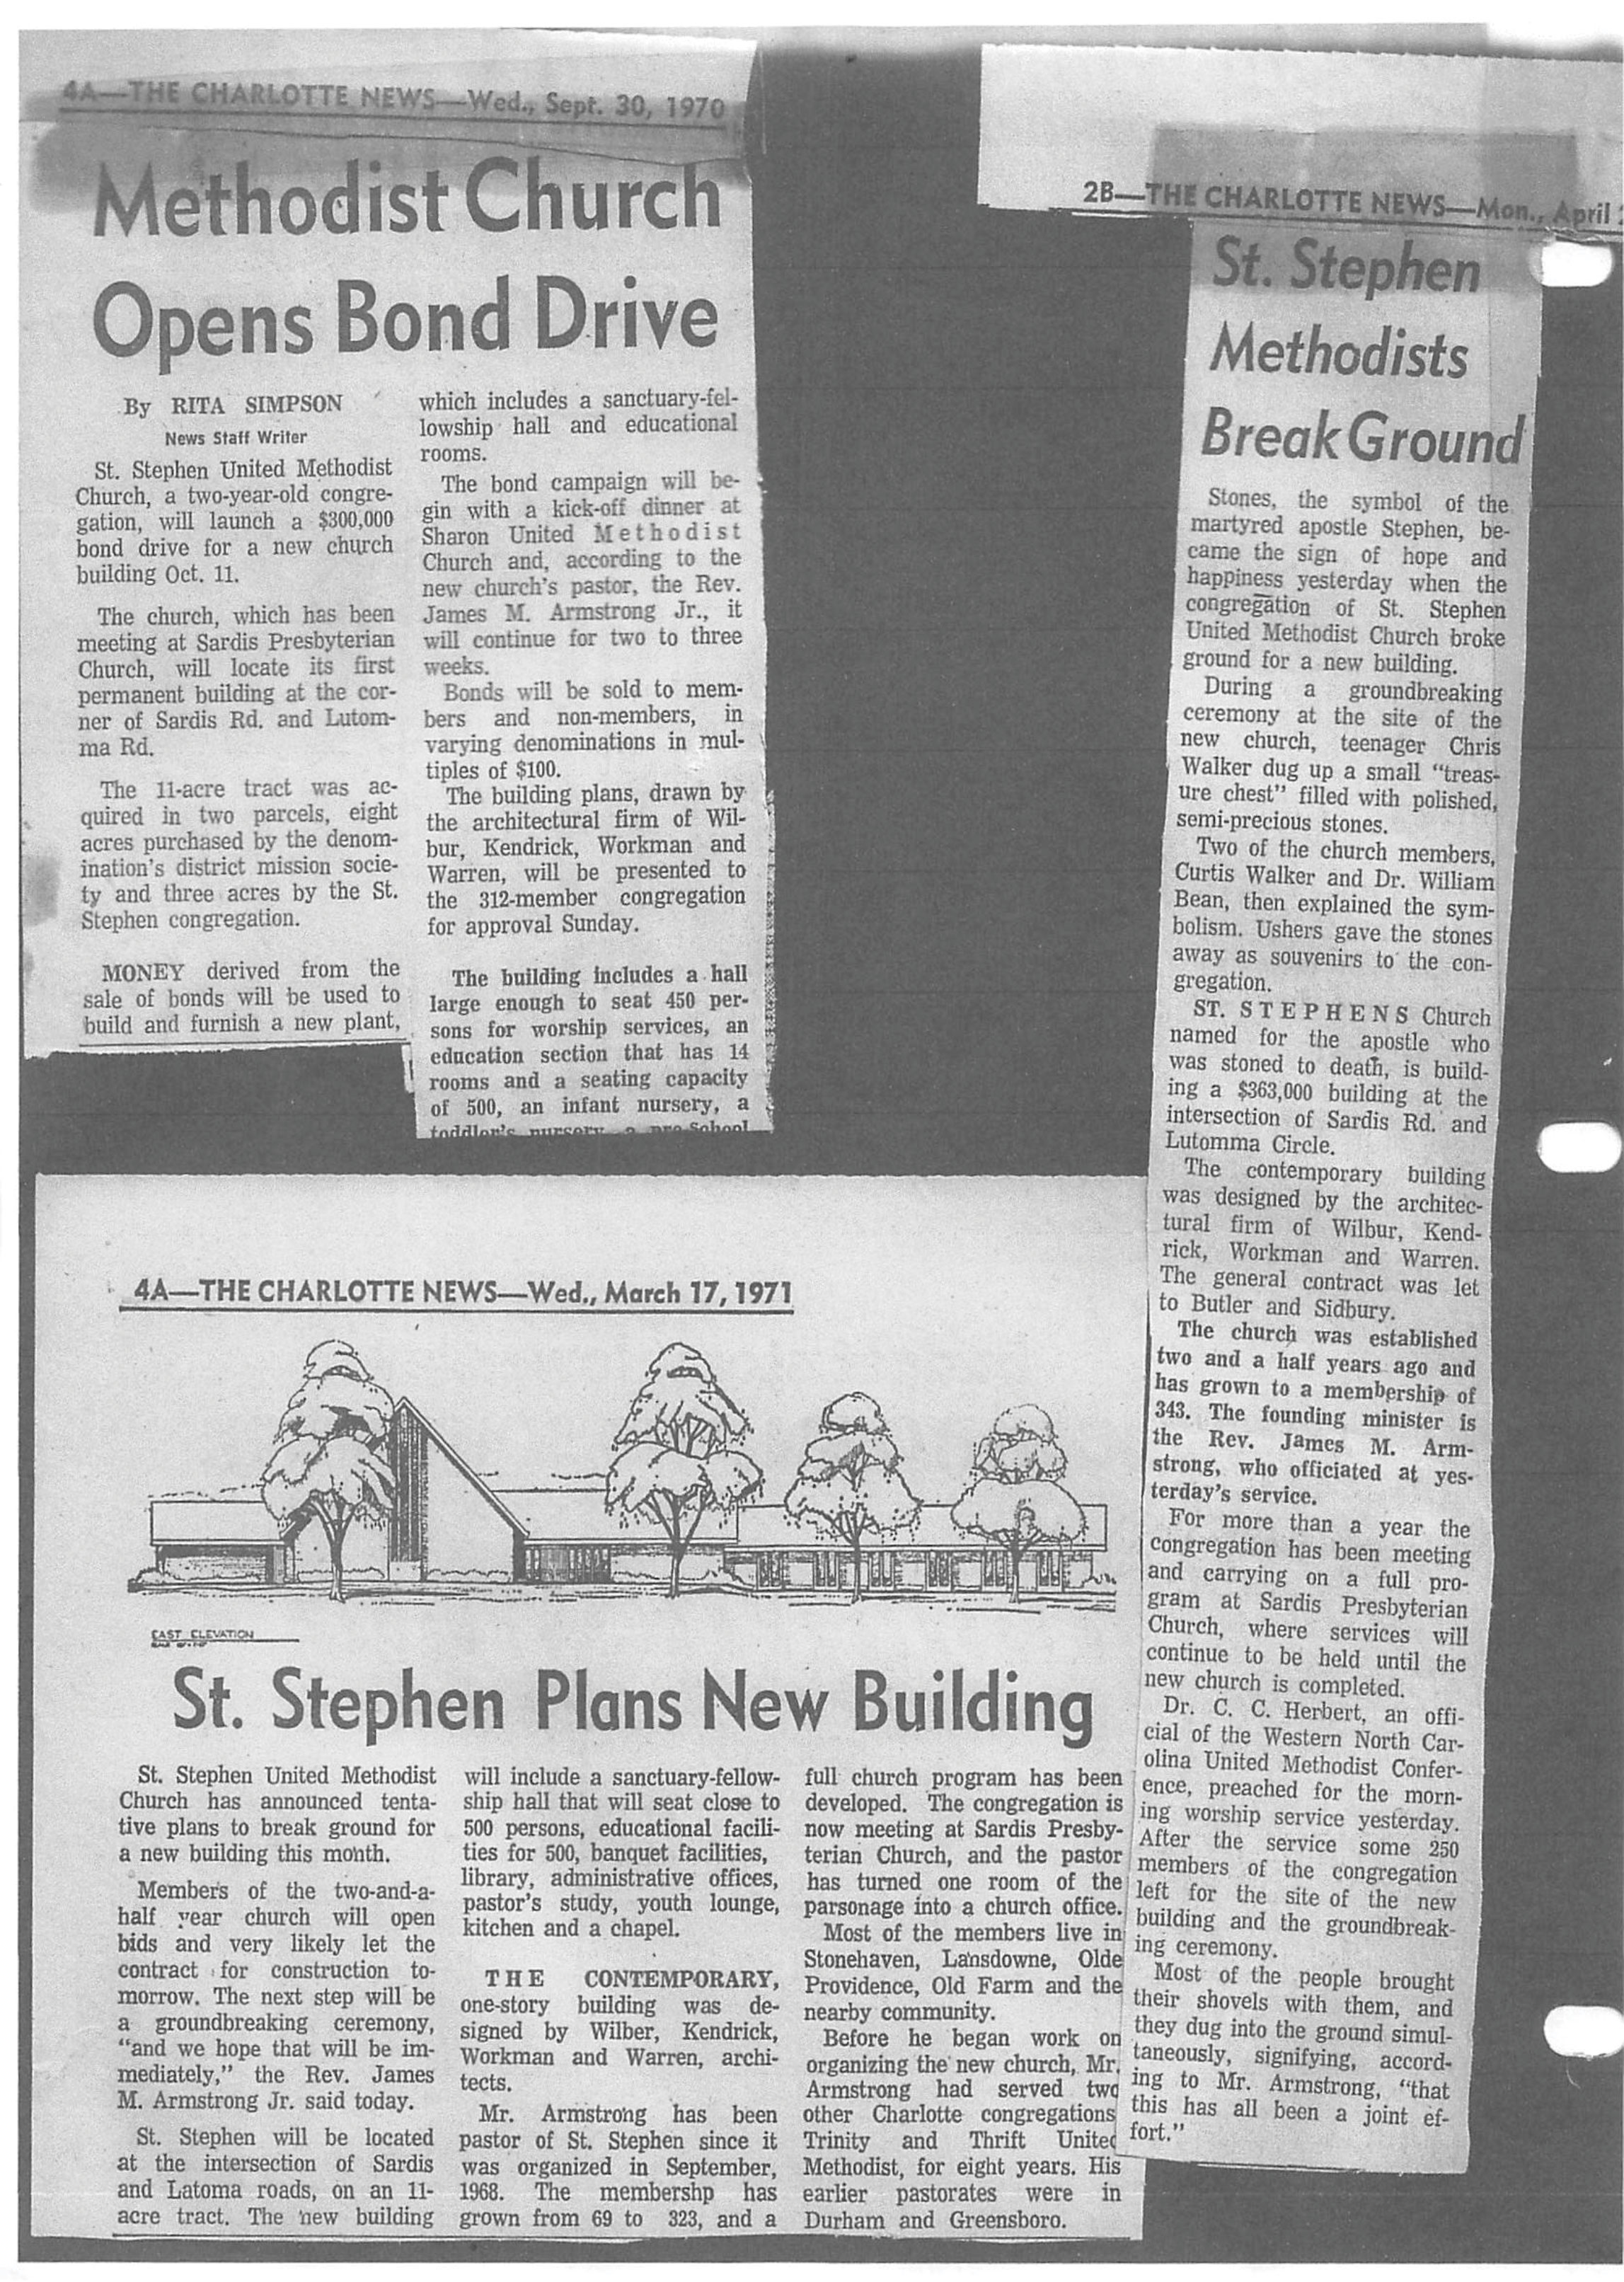 4A—THE CHARLOTTE NEWS—Wed., Sept. 30, 1970
Methodist Church
Opens Bond Drive
By RITA SIMPSON
News Staff Writer
St. Stephen United Methodist
Church, a two-year-old congre-
gation, will launch a $300,000
bond drive for a new church
building Oct. 11.
The church, which has been
meeting at Sardis Presbyterian
Church, will locate its first
permanent building at the cor-
ner of Sardis Rd. and Lutom-
ma Rd.
The 11-acre tract was ac-
quired in two parcels, eight
acres purchased by the denom-
ination's district mission socie-
ty and three acres by the St.
Stephen congregation.
MONEY derived from the
sale of bonds will be used to
build and furnish a new plant,
which includes a sanctuary-fel-
lowship hall and educational
rooms.
The bond campaign will be-
gin with a kick-off dinner at
Sharon United Methodist
Church and, according to the
new church's pastor, the Rev.
James M. Armstrong Jr., it
will continue for two to three
weeks.
Bonds will be sold to mem-
bers and non-members, in
varying denominations in mul-
tiples of $100.
The building plans, drawn by
the architectural firm of Wil-
bur, Kendrick, Workman and
Warren, will be presented to
the 312-member congregation
for approval Sunday.
The building includes a hall
large enough to seat 450 per-
sons for worship services, an
education section that has 14
rooms and a seating capacity
of 500, an infant nursery, a
toddler's nursery, a pre-School
4A—THE CHARLOTTE NEWS—Wed., March 17, 1971
EAST ELEVATION
St. Stephen Plans New Building
St. Stephen United Methodist
Church has announced tenta-
tive plans to break ground for
a new building this month.
Members of the two-and-a-
half year church will open
bids and very likely let the
contract for construction to-
morrow. The next step will be
a groundbreaking ceremony,
"and we hope that will be im-
mediately," the Rev. James
M. Armstrong Jr. said today.
St. Stephen will be located
at the intersection of Sardis
and Latoma roads, on an 11-
acre tract. The new building
will include a sanctuary-fellow-
ship hall that will seat close to
500 persons, educational facili-
ties for 500, banquet facilities,
library, administrative offices,
pastor's study, youth lounge,
kitchen and a chapel.
THE CONTEMPORARY,
one-story building was de-
signed by Wilber, Kendrick,
Workman and Warren, archi-
tects.
Mr. Armstrong has been
pastor of St. Stephen since it
was organized in September,
1968. The membershp has
grown from 69 to 323, and a
full church program has been
developed. The congregation is
now meeting at Sardis Presby-
terian Church, and the pastor
has turned one room of the
parsonage into a church office.
Most of the members live in
Stonehaven, Lansdowne, Olde
Providence, Old Farm and the
nearby community.
Before he began work on
organizing the new church, Mr.
Armstrong had served two
other Charlotte congregations
Trinity and Thrift United
Methodist, for eight years. His
earlier pastorates were in
Durham and Greensboro.
2B—THE CHARLOTTE NEWS—Mon., April
St. Stephen
Methodists
Break Ground
Stones, the symbol of the
martyred apostle Stephen, be-
came the sign of hope and
happiness yesterday when the
congregation of St. Stephen
United Methodist Church broke
ground for a new building.
During a groundbreaking
ceremony at the site of the
new church, teenager Chris
Walker dug up a small "treas-
ure chest" filled with polished,
semi-precious stones.
Two of the church members,
Curtis Walker and Dr. William
Bean, then explained the sym-
bolism. Ushers gave the stones
away as souvenirs to the con-
gregation.
ST. STEPHENS Church
named for the apostle who
was stoned to death, is build-
ing a $363,000 building at the
intersection of Sardis Rd. and
Lutomma Circle.
The contemporary building
was designed by the architec-
tural firm of Wilbur, Kend-
rick, Workman and Warren.
The general contract was let
to Butler and Sidbury.
The church was established
two and a half years ago and
has grown to a membership of
343. The founding minister is
the Rev. James M. Arm-
strong, who officiated at yes-
terday's service.
For more than a year the
congregation has been meeting
and carrying on a full pro-
gram at Sardis Presbyterian
Church, where services will
continue to be held until the
new church is completed.
Dr. C. C. Herbert, an offi-
cial of the Western North Car-
olina United Methodist Confer-
ence, preached for the morn-
ing worship service yesterday.
After the service some 250
members of the congregation
left for the site of the new
building and the groundbreak-
ing ceremony.
Most of the people brought
their shovels with them, and
they dug into the ground simul-
taneously, signifying, accord-
ing to Mr. Armstrong, "that
this has all been a joint ef-
fort."